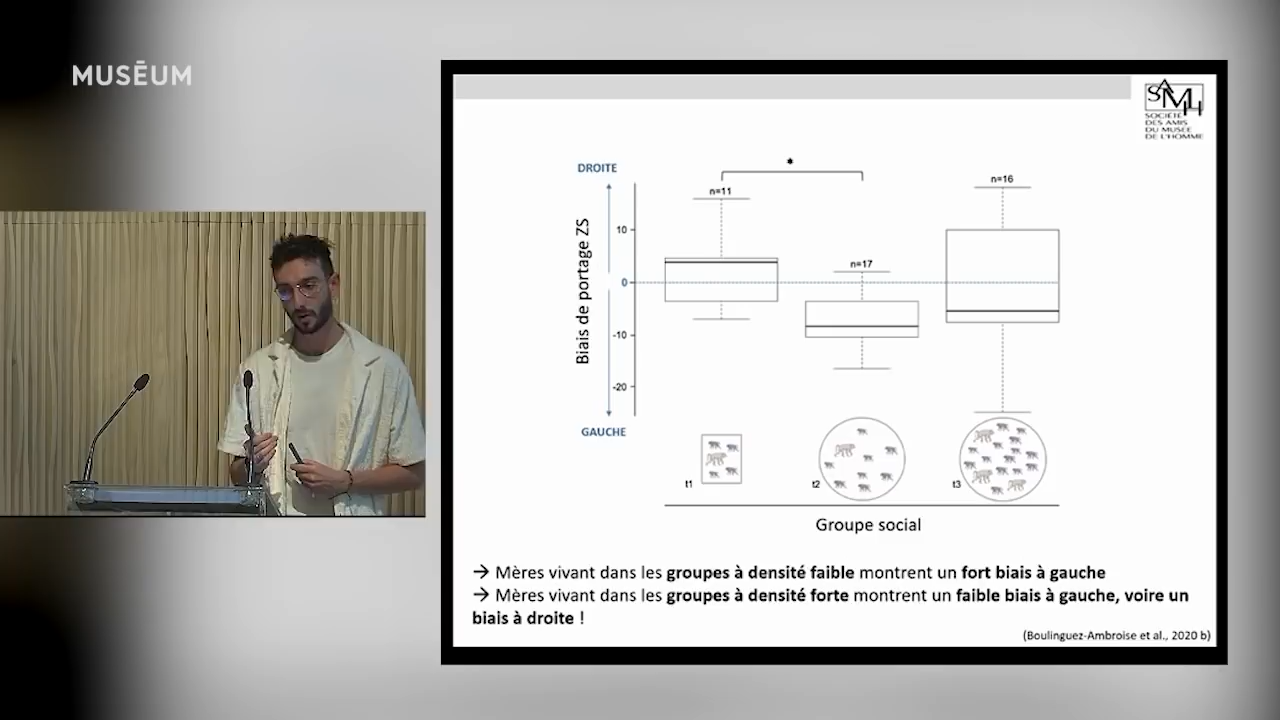 MUSĒUM
SAMH
SOCIÉTÉ
DES AMIS
DU MUSÉE
DE L'HOMME
DROITE
*
n=16
n=11
10
n=17
Biais de portage ZS
0
-10
-20
GAUCHE
t1
t2
t3
Groupe social
→ Mères vivant dans les groupes à densité faible montrent un fort biais à gauche
→ Mères vivant dans les groupes à densité forte montrent un faible biais à gauche, voire un
biais à droite !
(Boulinguez-Ambroise et al., 2020 b)